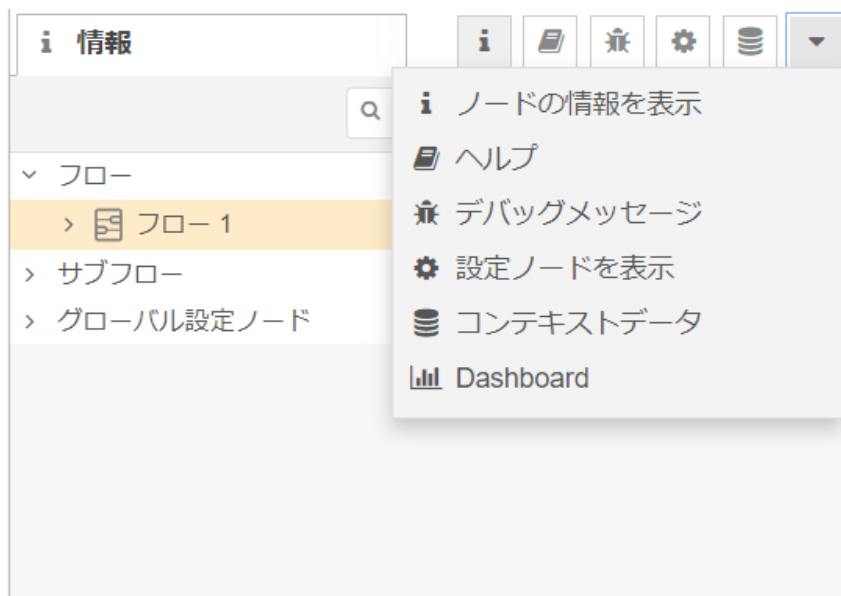 情報
ノードの情報を表示
ヘルプ
デバッグメッセージ
設定ノードを表示
コンテキストデータ
Dashboard
フロー
フロー 1
サブフロー
グローバル設定ノード